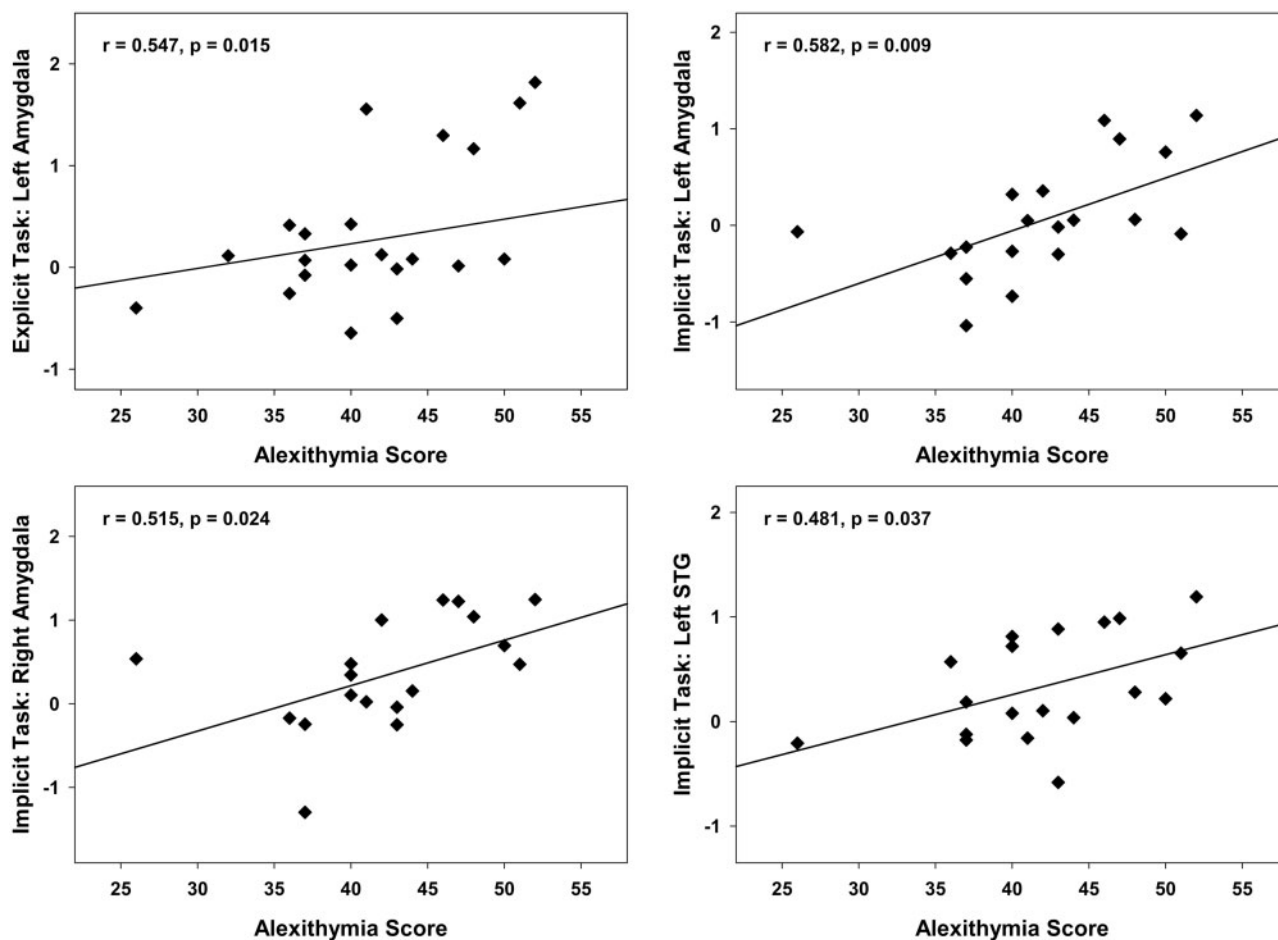 r = 0.547, p = 0.015
Explicit Task: Left Amygdala
2
1
0
-1
25 30 35 40 45 50 55
Alexithymia Score
r = 0.582, p = 0.009
Implicit Task: Left Amygdala
2
1
0
-1
25 30 35 40 45 50 55
Alexithymia Score
r = 0.515, p = 0.024
Implicit Task: Right Amygdala
2
1
0
-1
25 30 35 40 45 50 55
Alexithymia Score
r = 0.481, p = 0.037
Implicit Task: Left STG
2
1
0
-1
25 30 35 40 45 50 55
Alexithymia Score